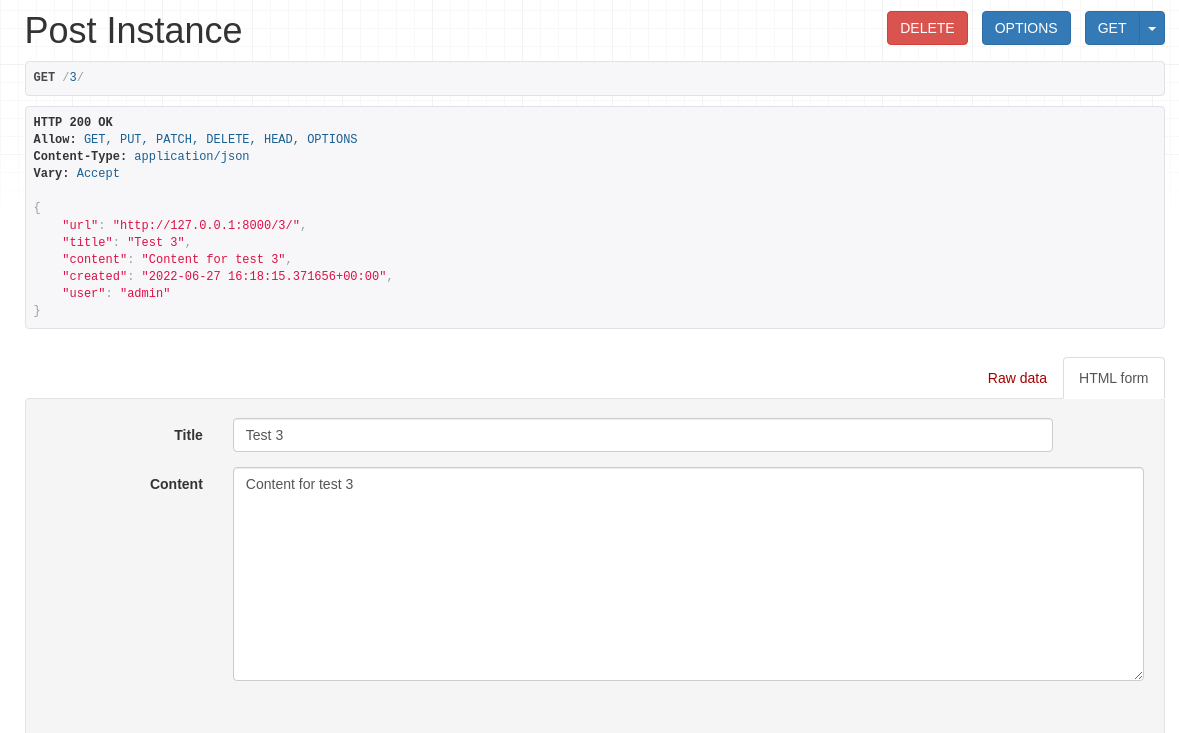 Post Instance
DELETE OPTIONS GET
GET /3/
HTTP 200 OK
Allow: GET, PUT, PATCH, DELETE, HEAD, OPTIONS
Content-Type: application/json
Vary: Accept
{
    "url": "http://127.0.0.1:8000/3/",
    "title": "Test 3",
    "content": "Content for test 3",
    "created": "2022-06-27 16:18:15.371656+00:00",
    "user": "admin"
}
Raw data HTML form
Title Test 3
Content Content for test 3